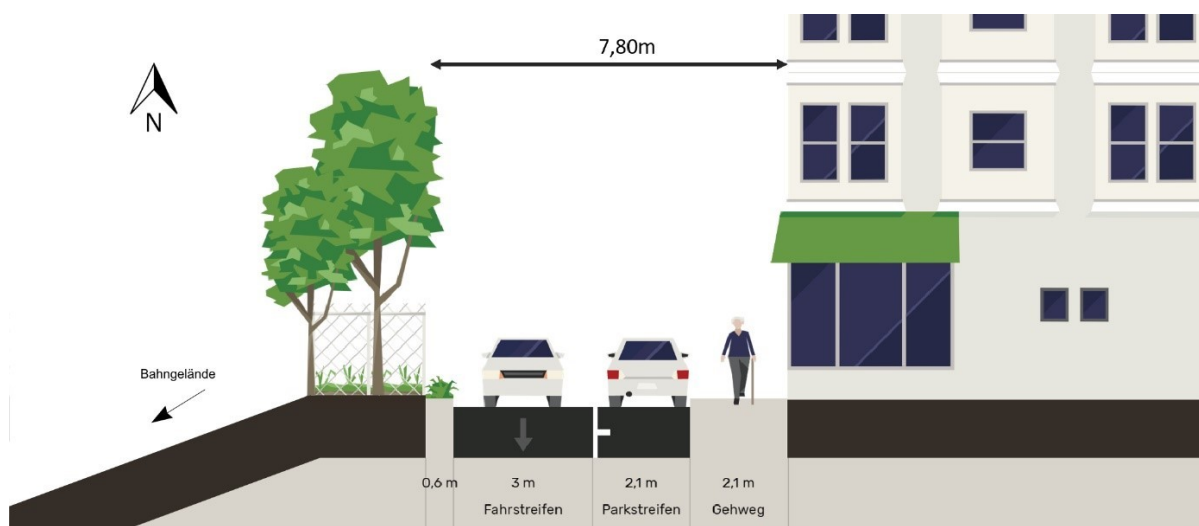 7,80m
N
Bahngelände
0,6 m
3 m
2,1 m
2,1 m
Fahrstreifen
Parkstreifen
Gehweg